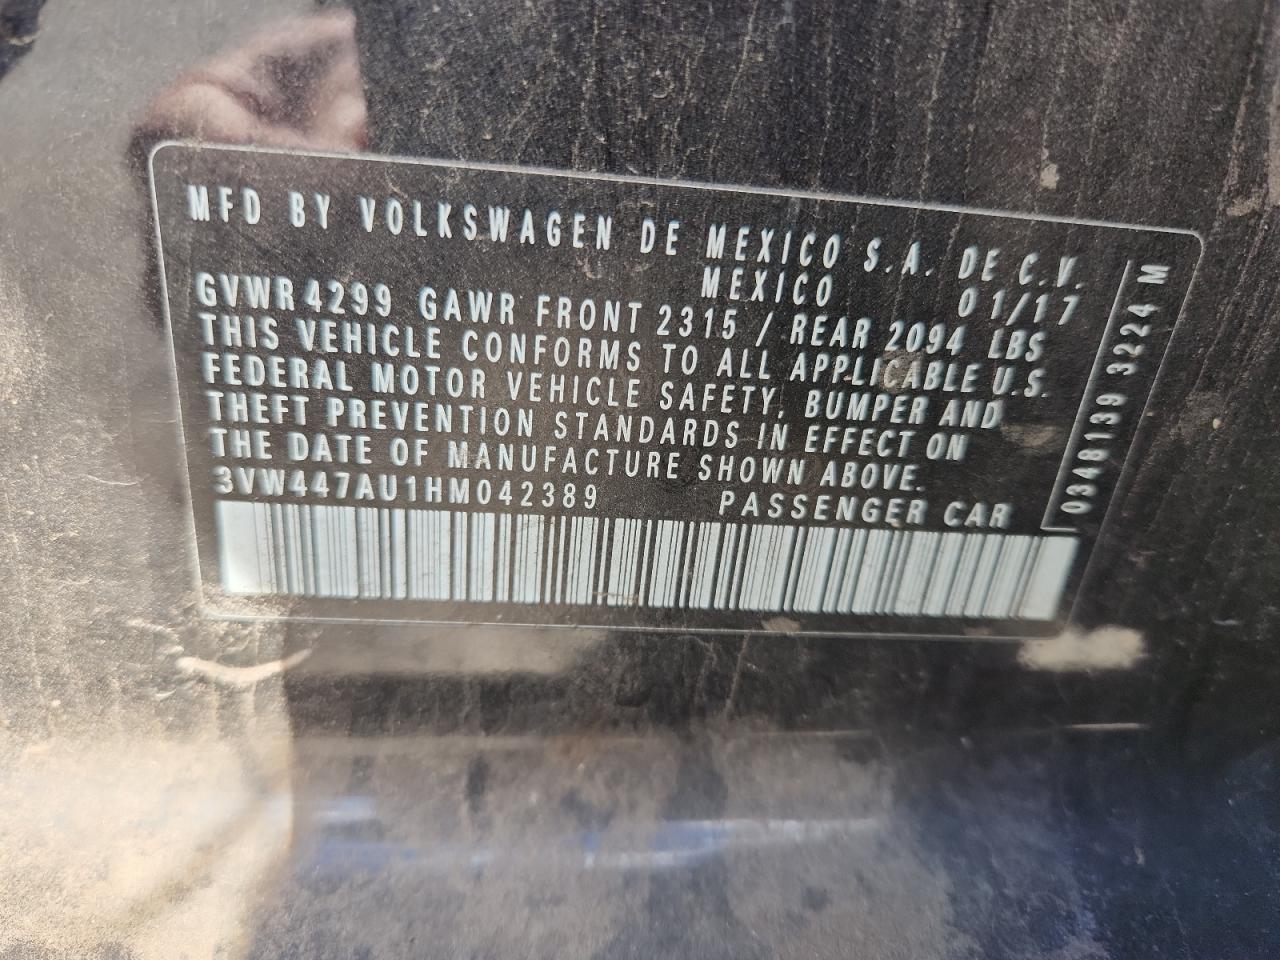 MFD BY VOLKSWAGEN DE MEXICO S.A. DE C.V.
MEXICO 01/17
GVWR 4299 GAWR FRONT 2315 / REAR 2094 LBS
THIS VEHICLE CONFORMS TO ALL APPLICABLE U.S.
FEDERAL MOTOR VEHICLE SAFETY, BUMPER AND
THEFT PREVENTION STANDARDS IN EFFECT ON
THE DATE OF MANUFACTURE SHOWN ABOVE.
3VW447AU1HM042389 PASSENGER CAR
0348139 3224 M